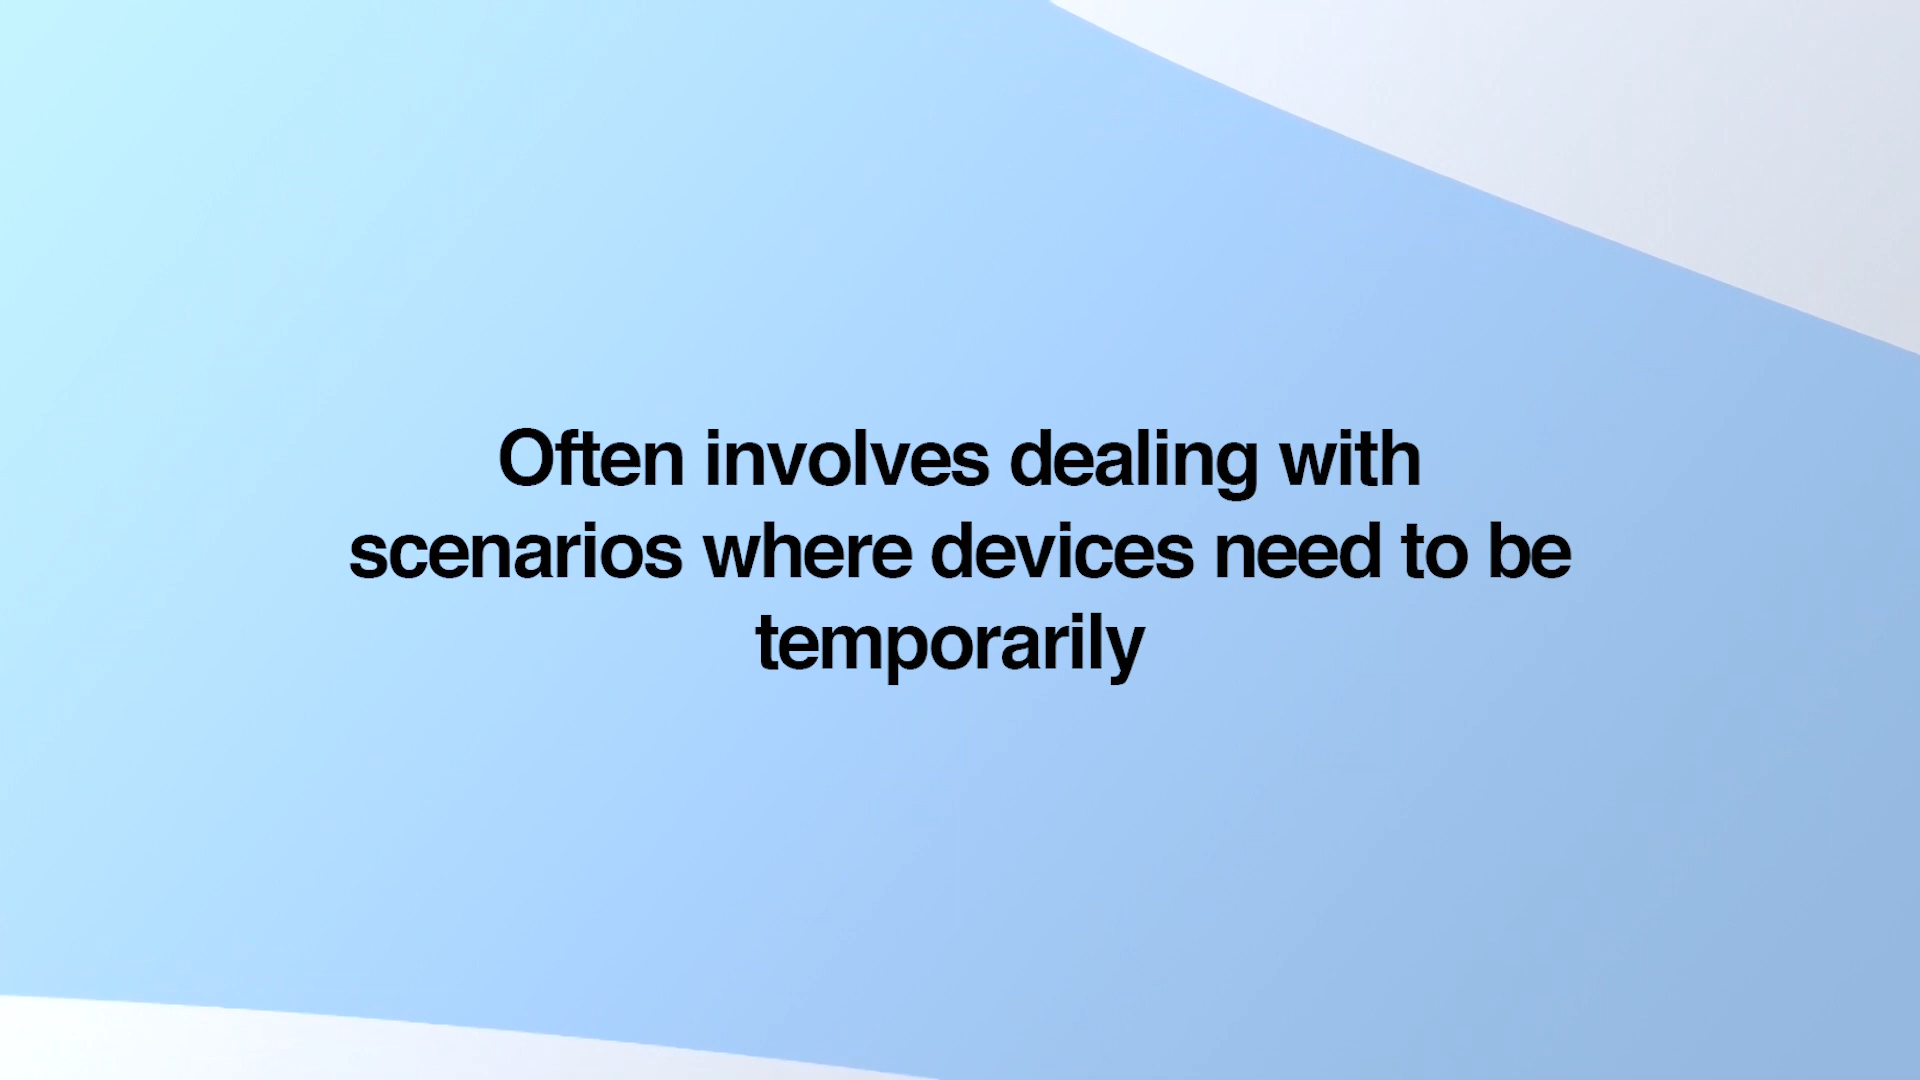 Often involves dealing with
scenarios where devices need to be
temporarily